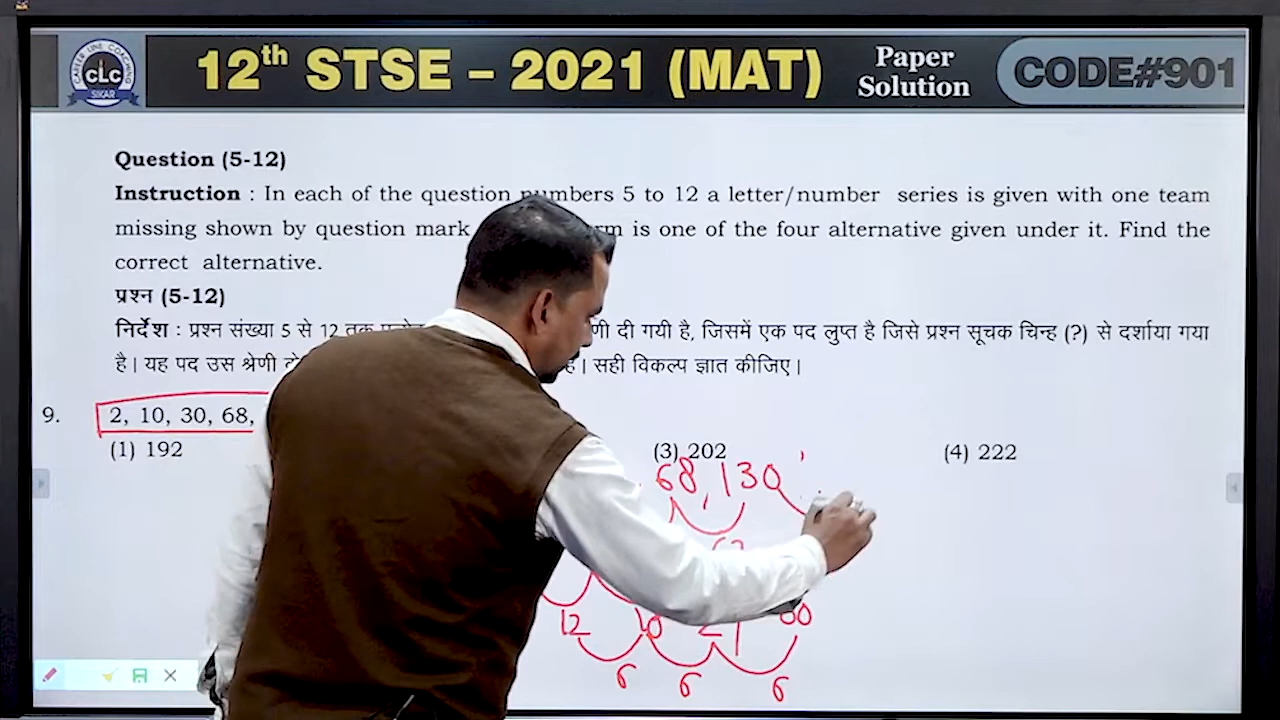 CAREER LINE COACHING
CLC
SIKAR
12th STSE – 2021 (MAT)
Paper
Solution
CODE#901
Question (5-12)
Instruction : In each of the question numbers 5 to 12 a letter/number series is given with one team
missing shown by question mark is one of the four alternative given under it. Find the
correct alternative.
प्रश्न (5-12)
निर्देश : प्रश्न संख्या 5 से 12 तक दी गयी है, जिसमें एक पद लुप्त है जिसे प्रश्न सूचक चिन्ह (?) से दर्शाया गया
है। यह पद उस श्रेणी है। सही विकल्प ज्ञात कीजिए।
9. 2, 10, 30, 68,
(1) 192 (3) 202 (4) 222
68, 130,
12
6 6 6